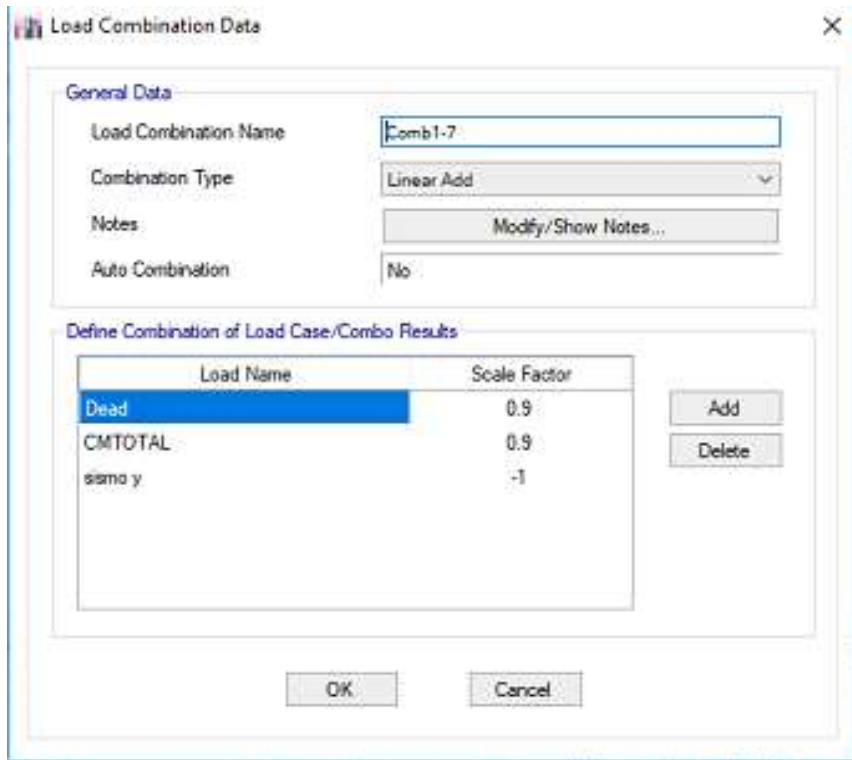 Load Combination Data
General Data
Load Combination Name Comb1-7
Combination Type Linear Add
Notes Modify/Show Notes...
Auto Combination No
Define Combination of Load Case/Combo Results
Load Name Scale Factor
Dead 0.9 Add
CMTOTAL 0.9 Delete
sismo y -1
OK Cancel